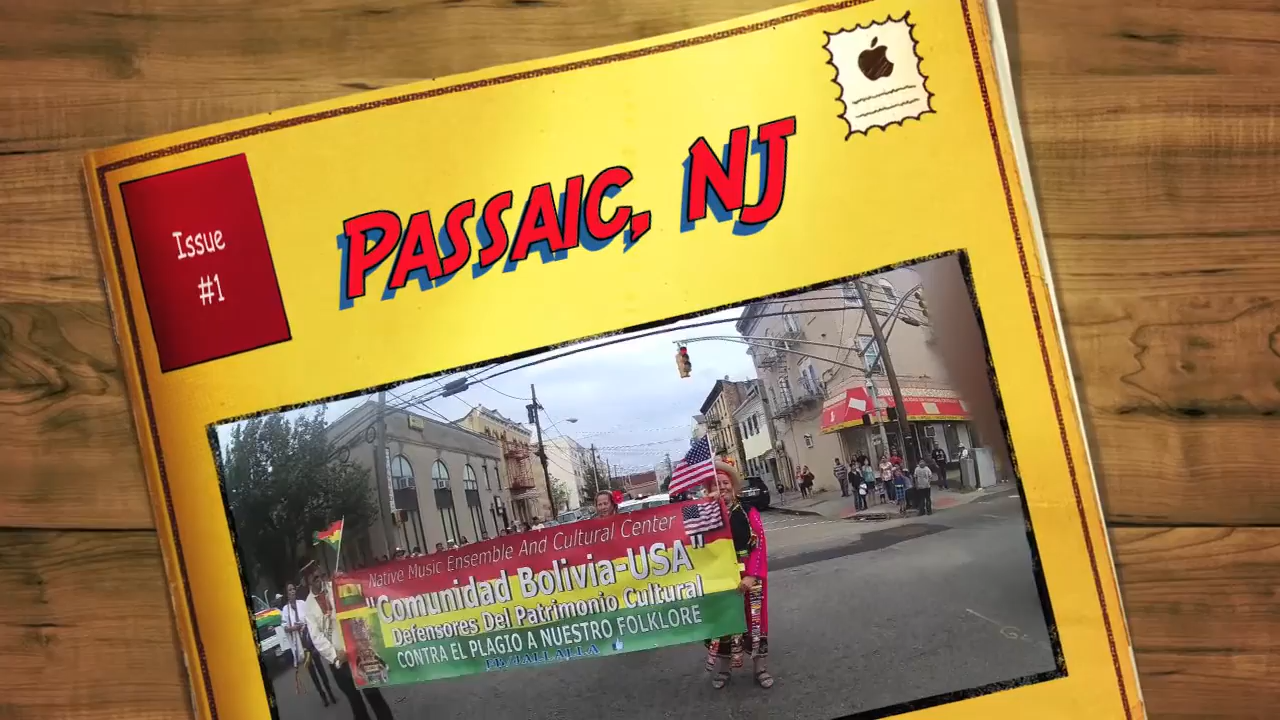 Issue
#1
PASSAIC, NJ
Native Music Ensemble And Cultural Center
"Comunidad Bolivia-USA"
Defensores Del Patrimonio Cultural
CONTRA EL PLAGIO A NUESTRO FOLKLORE